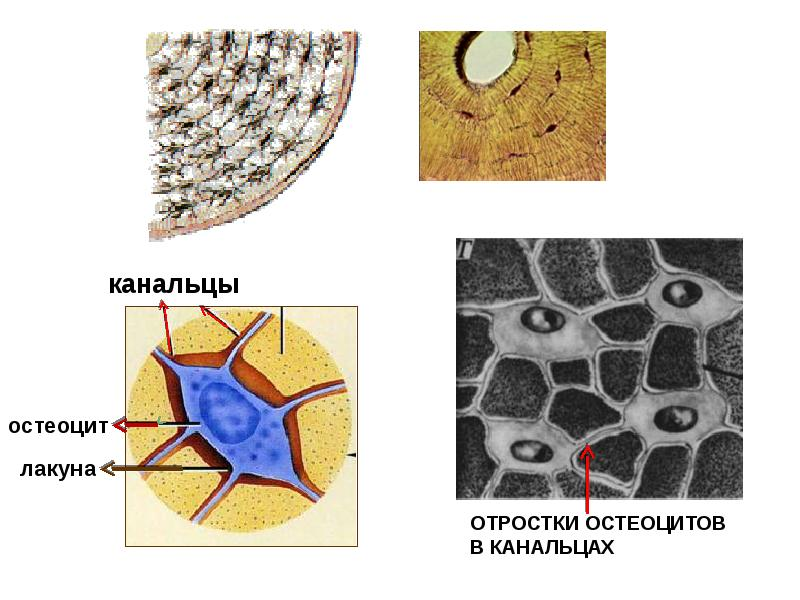 Г
канальцы
остеоцит
лакуна
ОТРОСТКИ ОСТЕОЦИТОВ
В КАНАЛЬЦАХ